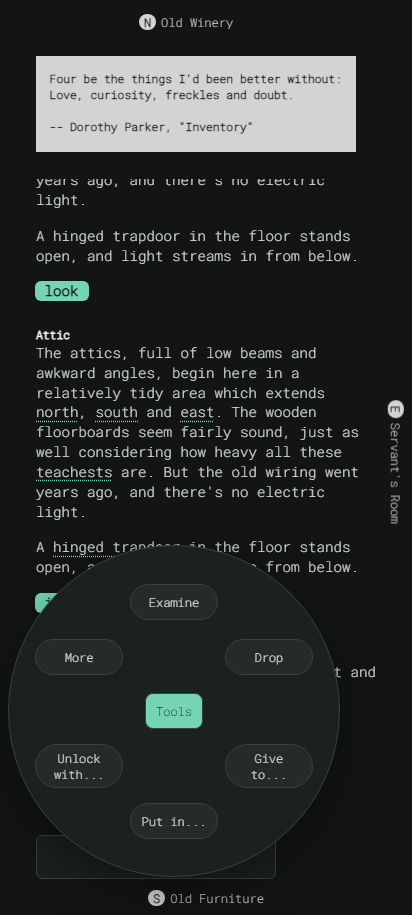 N Old Winery
Four be the things I'd been better without:
Love, curiosity, freckles and doubt.
-- Dorothy Parker, "Inventory"
years ago, and there's no electric
light.
A hinged trapdoor in the floor stands
open, and light streams in from below.
look
Attic
The attics, full of low beams and
awkward angles, begin here in a
relatively tidy area which extends
north, south and east. The wooden
floorboards seem fairly sound, just as
well considering how heavy all these
teachests are. But the old wiring went
years ago, and there's no electric
light.
E Servant's Room
A hinged trapdoor in the floor stands
open, from below.
t and
Examine
More
Drop
Tools
Unlock
with...
Give
to...
Put in...
S Old Furniture